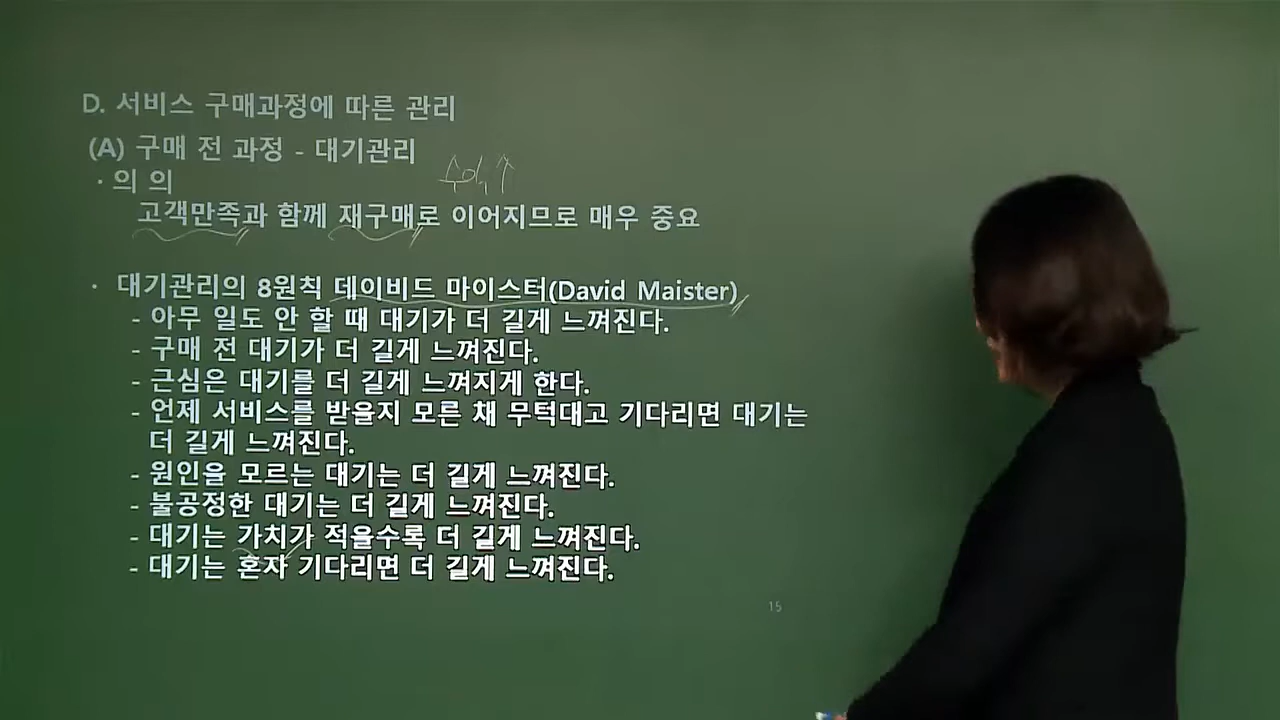 D. 서비스 구매과정에 따른 관리
(A) 구매 전 과정 - 대기관리
· 의 의
수익↑
고객만족과 함께 재구매로 이어지므로 매우 중요
· 대기관리의 8원칙 데이비드 마이스터(David Maister)
- 아무 일도 안 할 때 대기가 더 길게 느껴진다.
- 구매 전 대기가 더 길게 느껴진다.
- 근심은 대기를 더 길게 느껴지게 한다.
- 언제 서비스를 받을지 모른 채 무턱대고 기다리면 대기는
더 길게 느껴진다.
- 원인을 모르는 대기는 더 길게 느껴진다.
- 불공정한 대기는 더 길게 느껴진다.
- 대기는 가치가 적을수록 더 길게 느껴진다.
- 대기는 혼자 기다리면 더 길게 느껴진다.
15